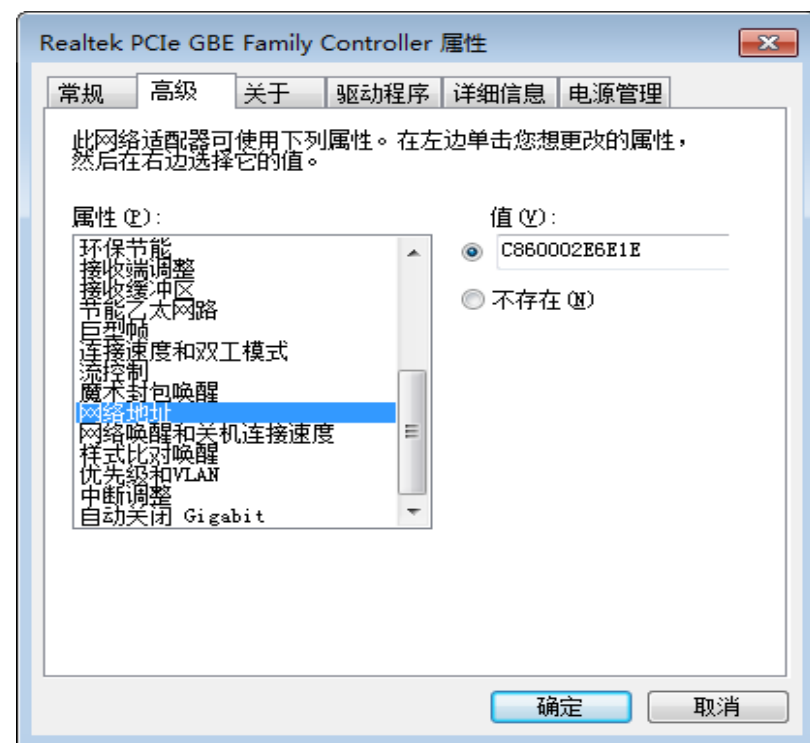 Realtek PCIe GBE Family Controller 属性
常规 高级 关于 驱动程序 详细信息 电源管理
此网络适配器可使用下列属性。在左边单击您想更改的属性，
然后在右边选择它的值。
属性(P):
环保节能
接收端调整
接收缓冲区
节能乙太网路
巨型帧
连接速度和双工模式
流控制
魔术封包唤醒
网络地址
网络唤醒和关机连接速度
样式比对唤醒
优先级和VLAN
中断调整
自动关闭 Gigabit
值(V):
C860002E6E1E
不存在(N)
确定 取消